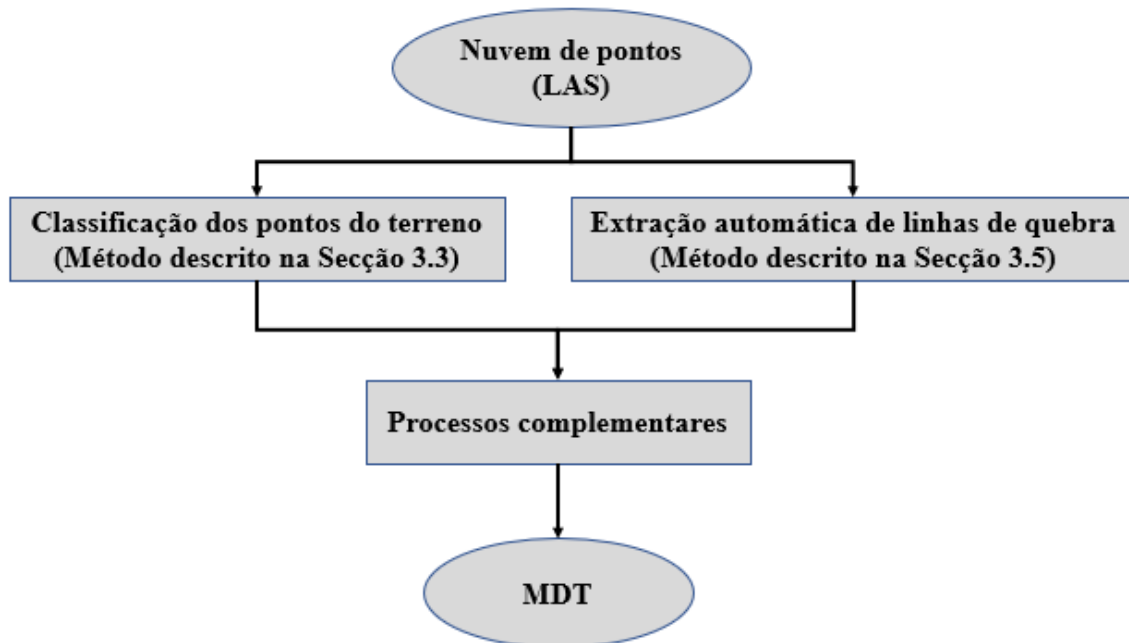 Nuvem de pontos
(LAS)
Classificação dos pontos do terreno
(Método descrito na Secção 3.3)
Extração automática de linhas de quebra
(Método descrito na Secção 3.5)
Processos complementares
MDT